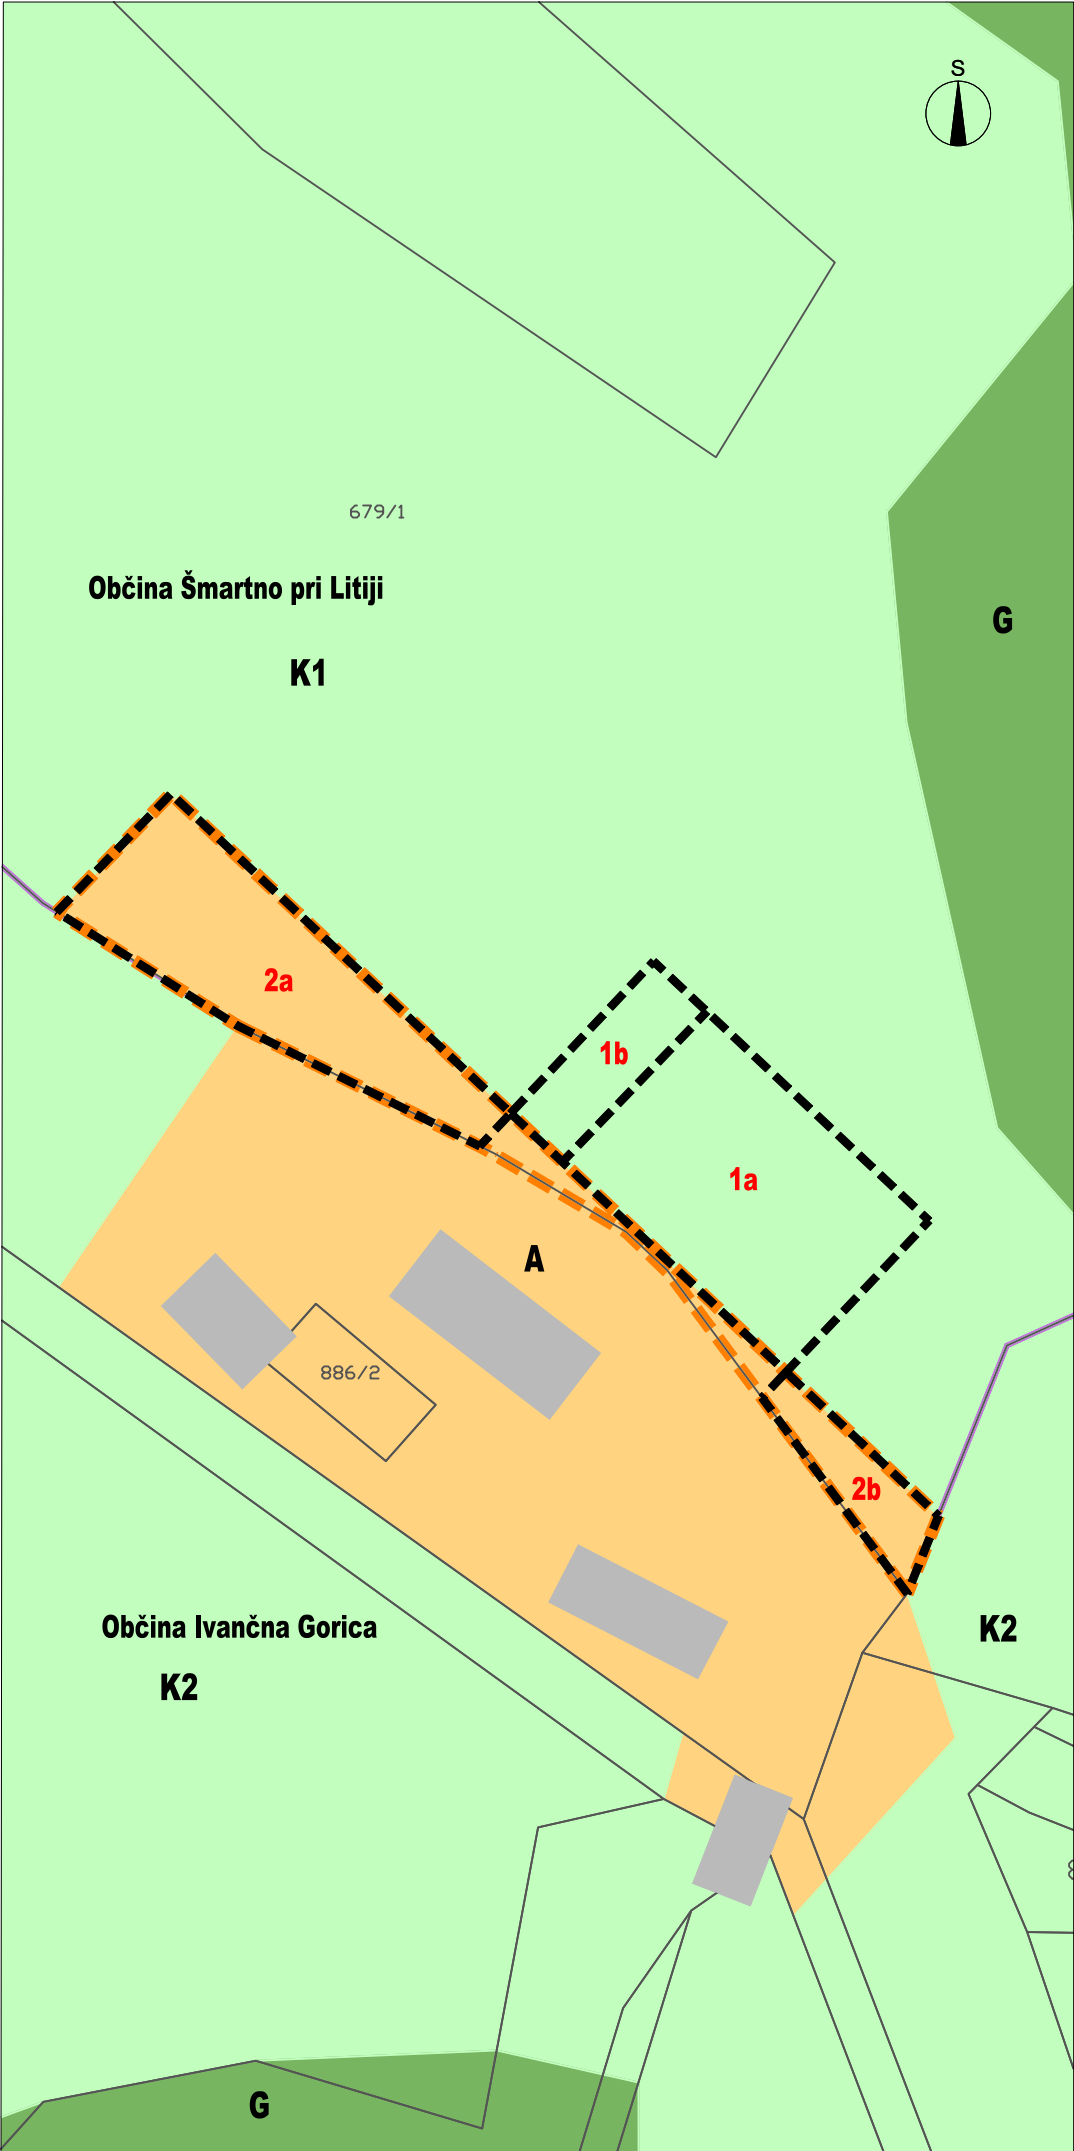 S
679/1
Občina Šmartno pri Litiji
G
K1
2a
1b
1a
A
886/2
2b
Občina Ivančna Gorica
K2
K2
G